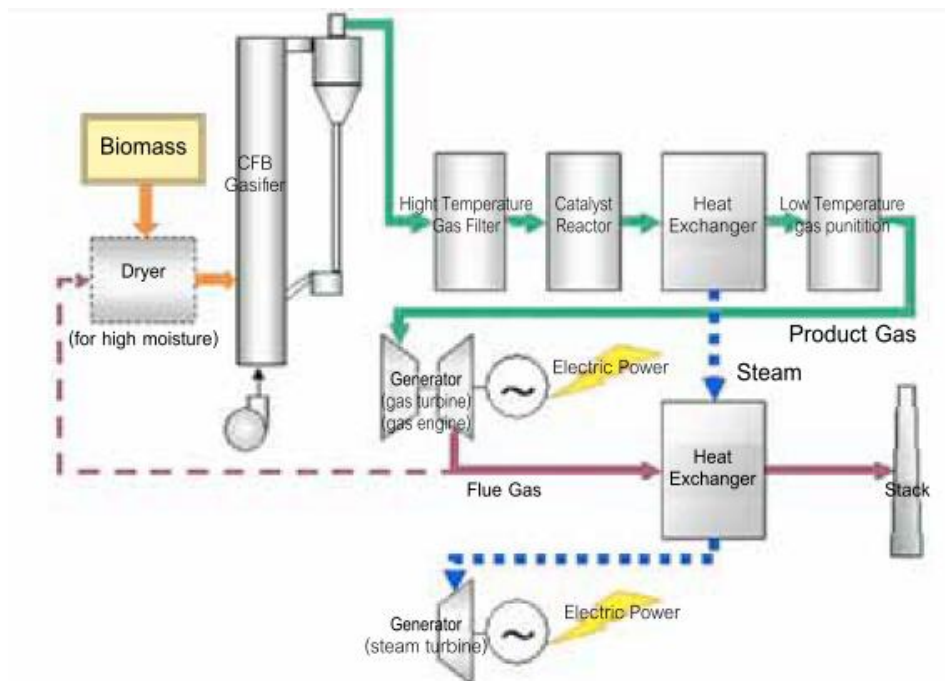 Biomass
CFB
Gasifier
Dryer
(for high moisture)
Hight Temperature
Gas Filter
Catalyst
Reactor
Heat
Exchanger
Low Temperature
gas punitition
Product Gas
Generator
(gas turbine)
(gas engine)
~
Electric Power
Steam
Heat
Exchanger
Flue Gas
Stack
Generator
(steam turbine)
~
Electric Power